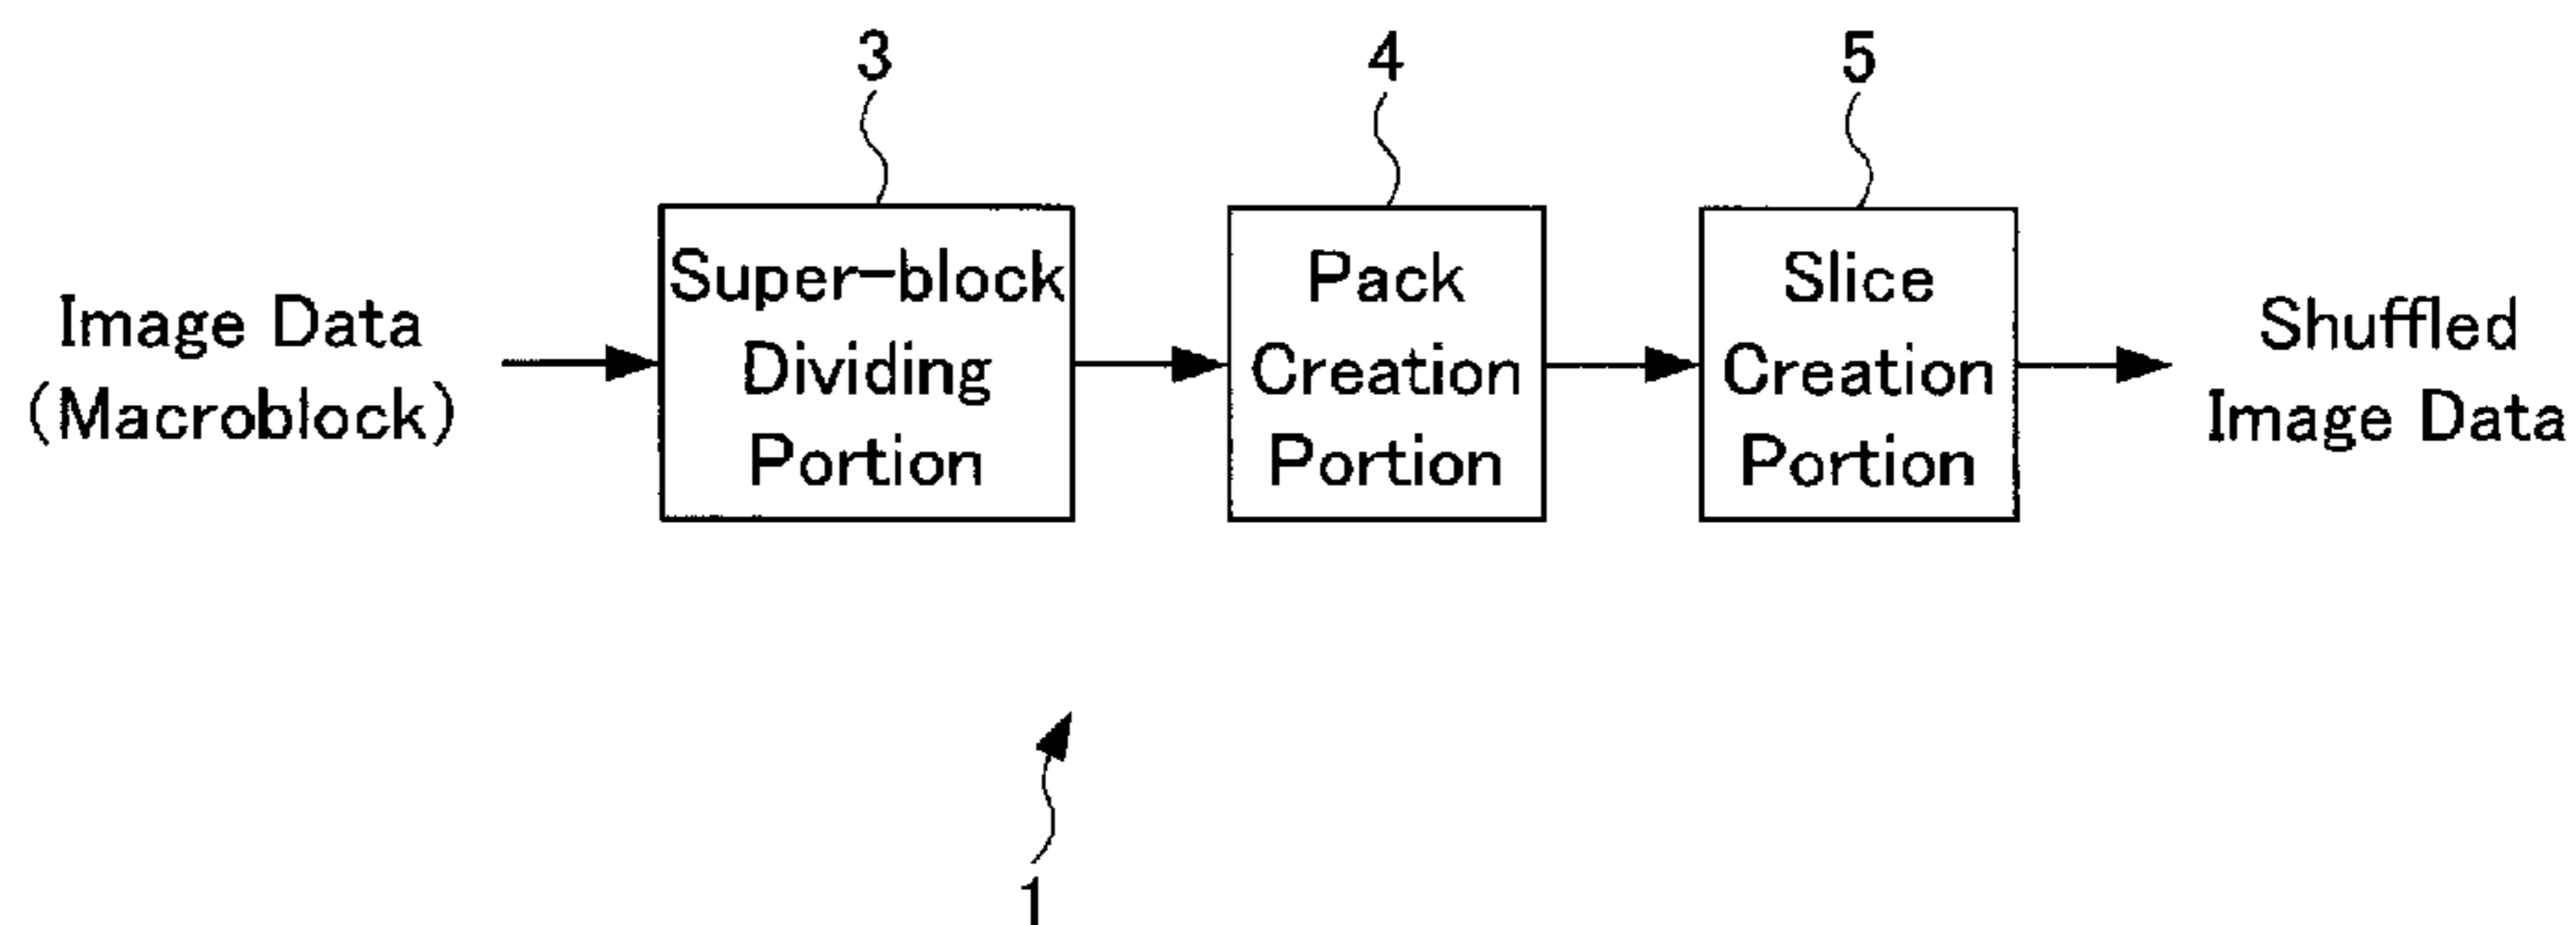 3
4
5
Image Data
(Macroblock)
Super-block
Dividing
Portion
Pack
Creation
Portion
Slice
Creation
Portion
Shuffled
Image Data
1